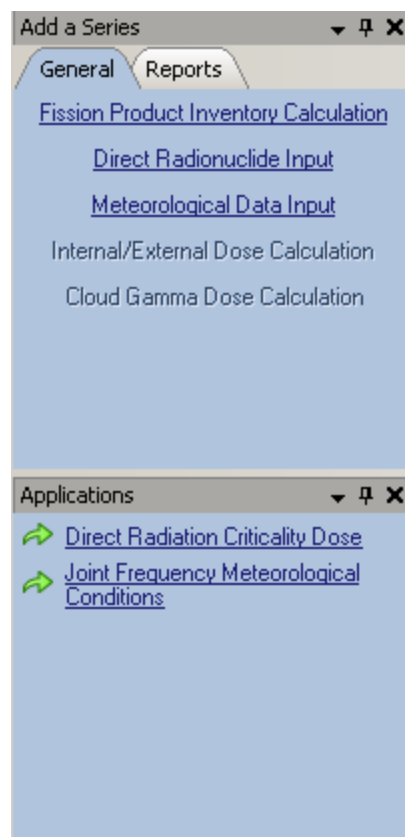 Add a Series
General
Reports
Fission Product Inventory Calculation
Direct Radionuclide Input
Meteorological Data Input
Internal/External Dose Calculation
Cloud Gamma Dose Calculation
Applications
Direct Radiation Criticality Dose
Joint Frequency Meteorological
Conditions